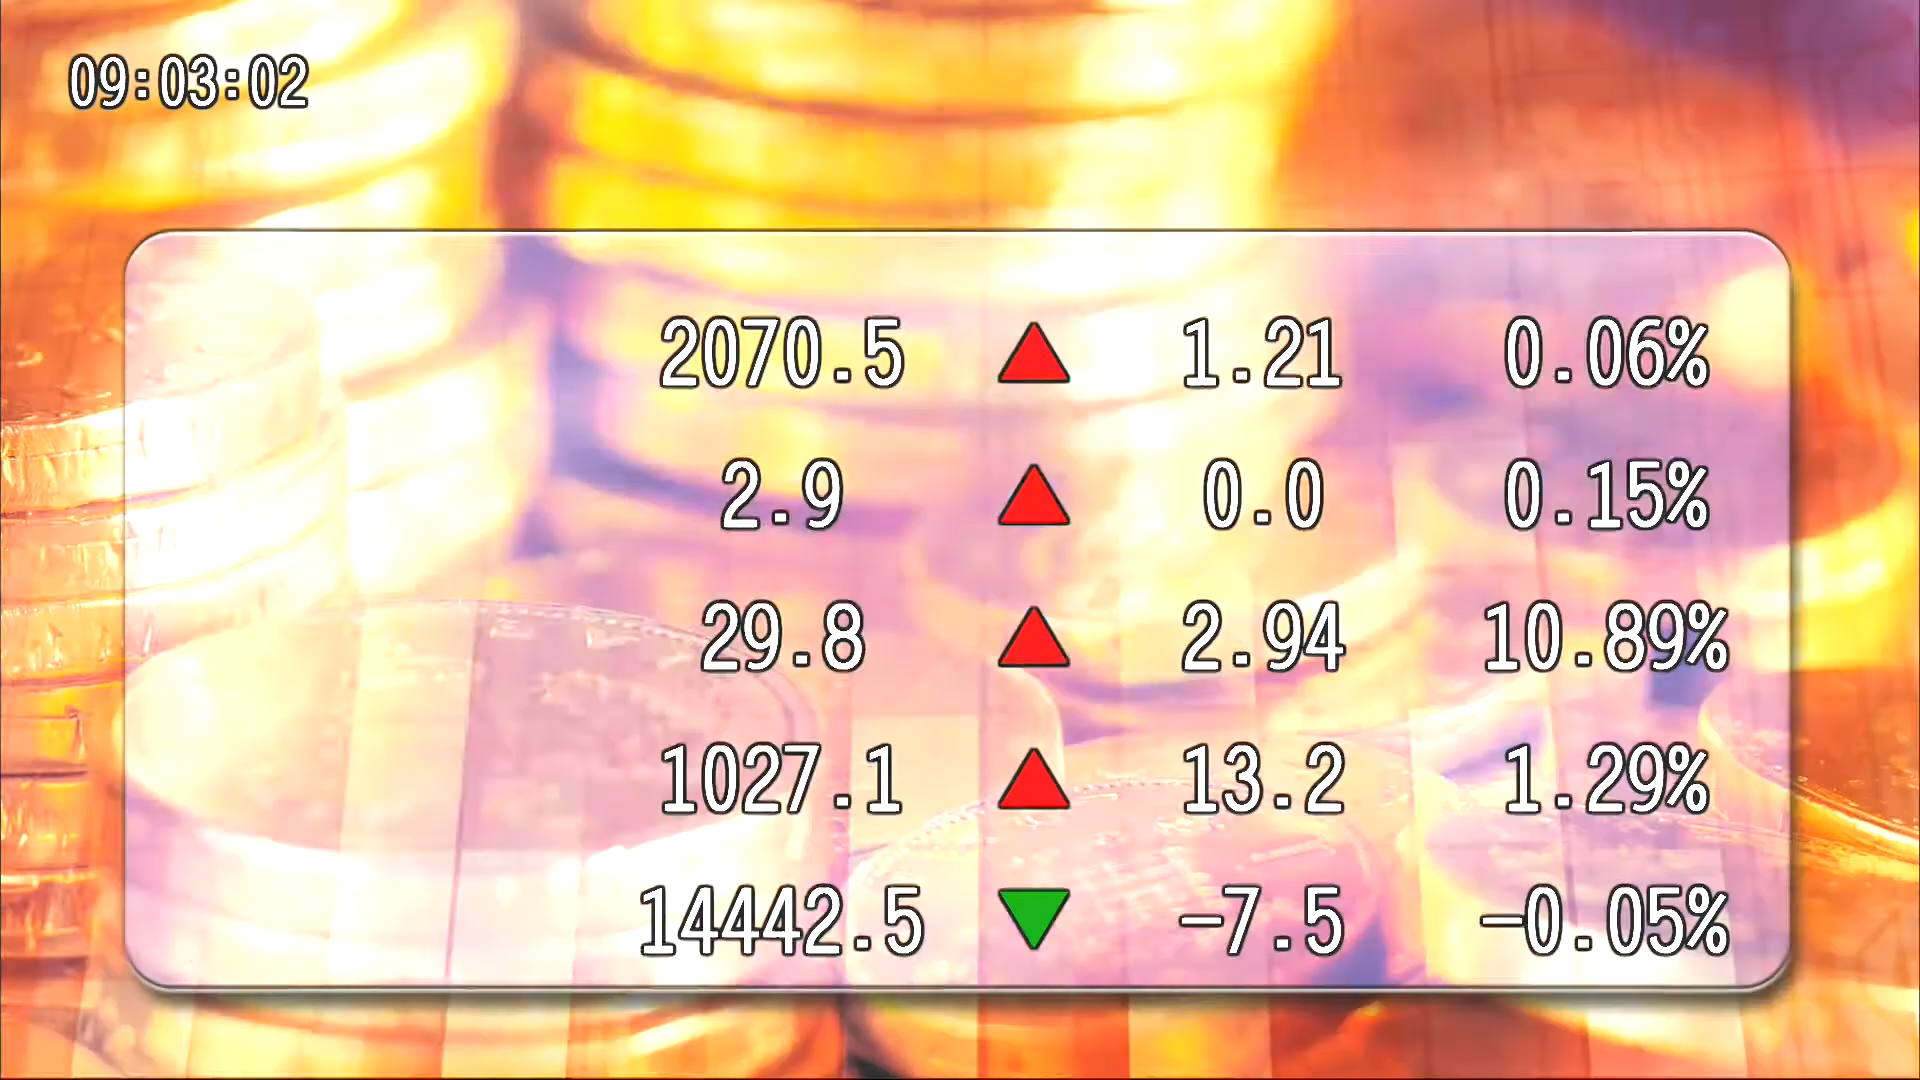 09:03:02
2070.5 ▲ 1.21 0.06%
2.9 ▲ 0.0 0.15%
29.8 ▲ 2.94 10.89%
1027.1 ▲ 13.2 1.29%
14442.5 ▼ -7.5 -0.05%